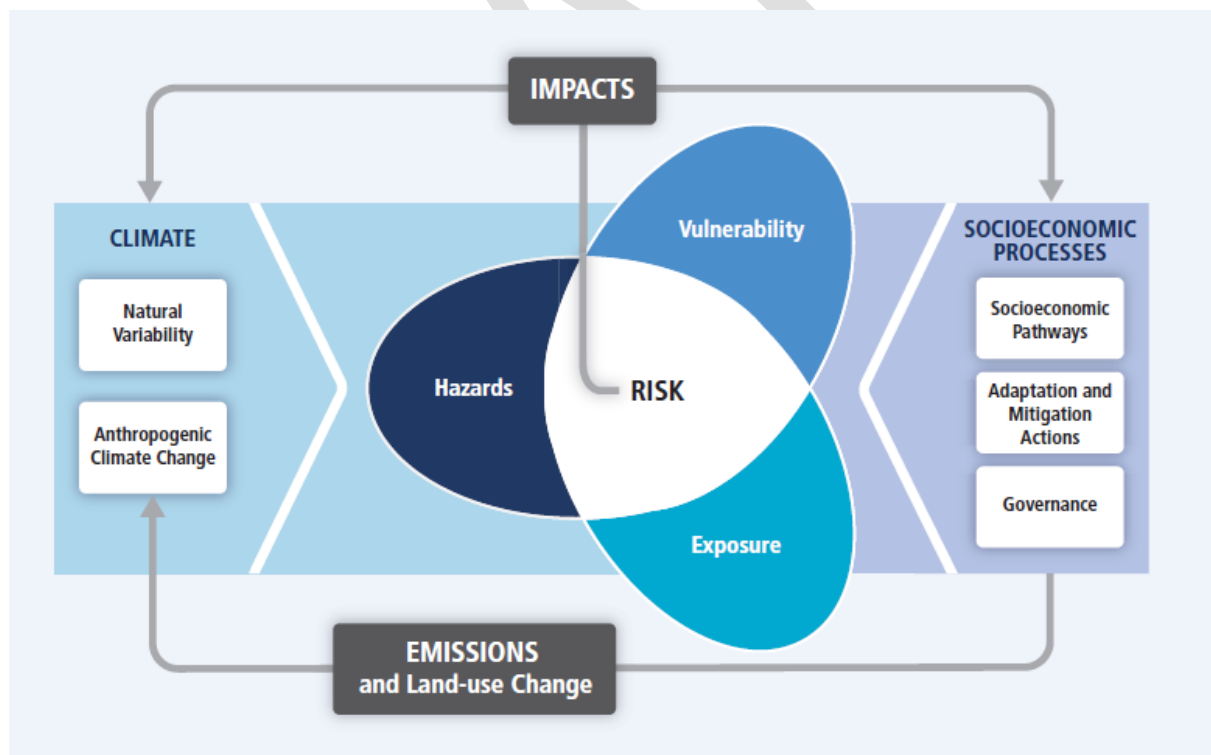 IMPACTS
CLIMATE
Natural
Variability
Anthropogenic
Climate Change
Vulnerability
Hazards
RISK
Exposure
SOCIOECONOMIC
PROCESSES
Socioeconomic
Pathways
Adaptation and
Mitigation
Actions
Governance
EMISSIONS
and Land-use Change